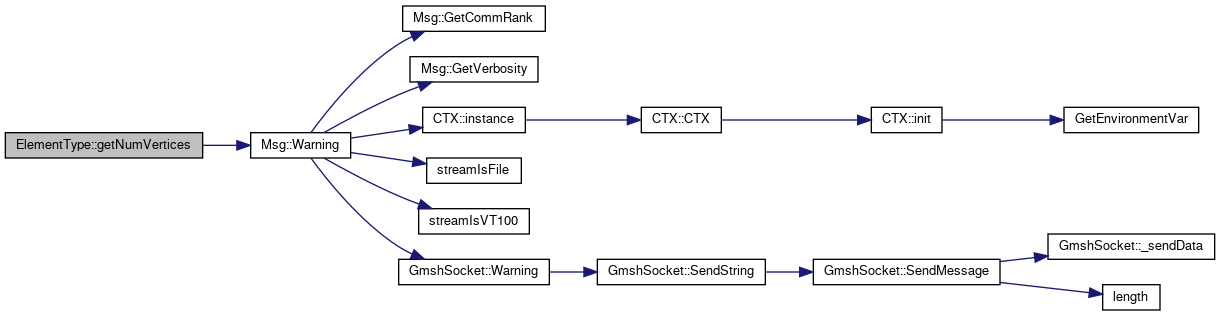 Msg::GetCommRank
Msg::GetVerbosity
CTX::instance
CTX::CTX
CTX::init
GetEnvironmentVar
ElementType::getNumVertices
Msg::Warning
streamIsFile
streamIsVT100
GmshSocket::Warning
GmshSocket::SendString
GmshSocket::SendMessage
GmshSocket::_sendData
length